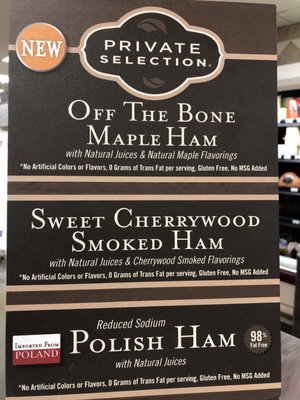 NEW
PRIVATE
SELECTION®
OFF THE BONE
MAPLE HAM
with Natural Juices & Natural Maple Flavorings
*No Artificial Colors or Flavors, 0 Grams of Trans Fat per serving, Gluten Free, No MSG Added
SWEET CHERRYWOOD
SMOKED HAM
with Natural Juices & Cherrywood Smoked Flavorings
*No Artificial Colors or Flavors, 0 Grams of Trans Fat per serving, Gluten Free, No MSG Added
IMPORTED FROM
POLAND
Reduced Sodium
POLISH HAM
with Natural Juices
98%
Fat Free
*No Artificial Colors or Flavors, 0 Grams of Trans Fat per serving, Gluten Free, No MSG Added